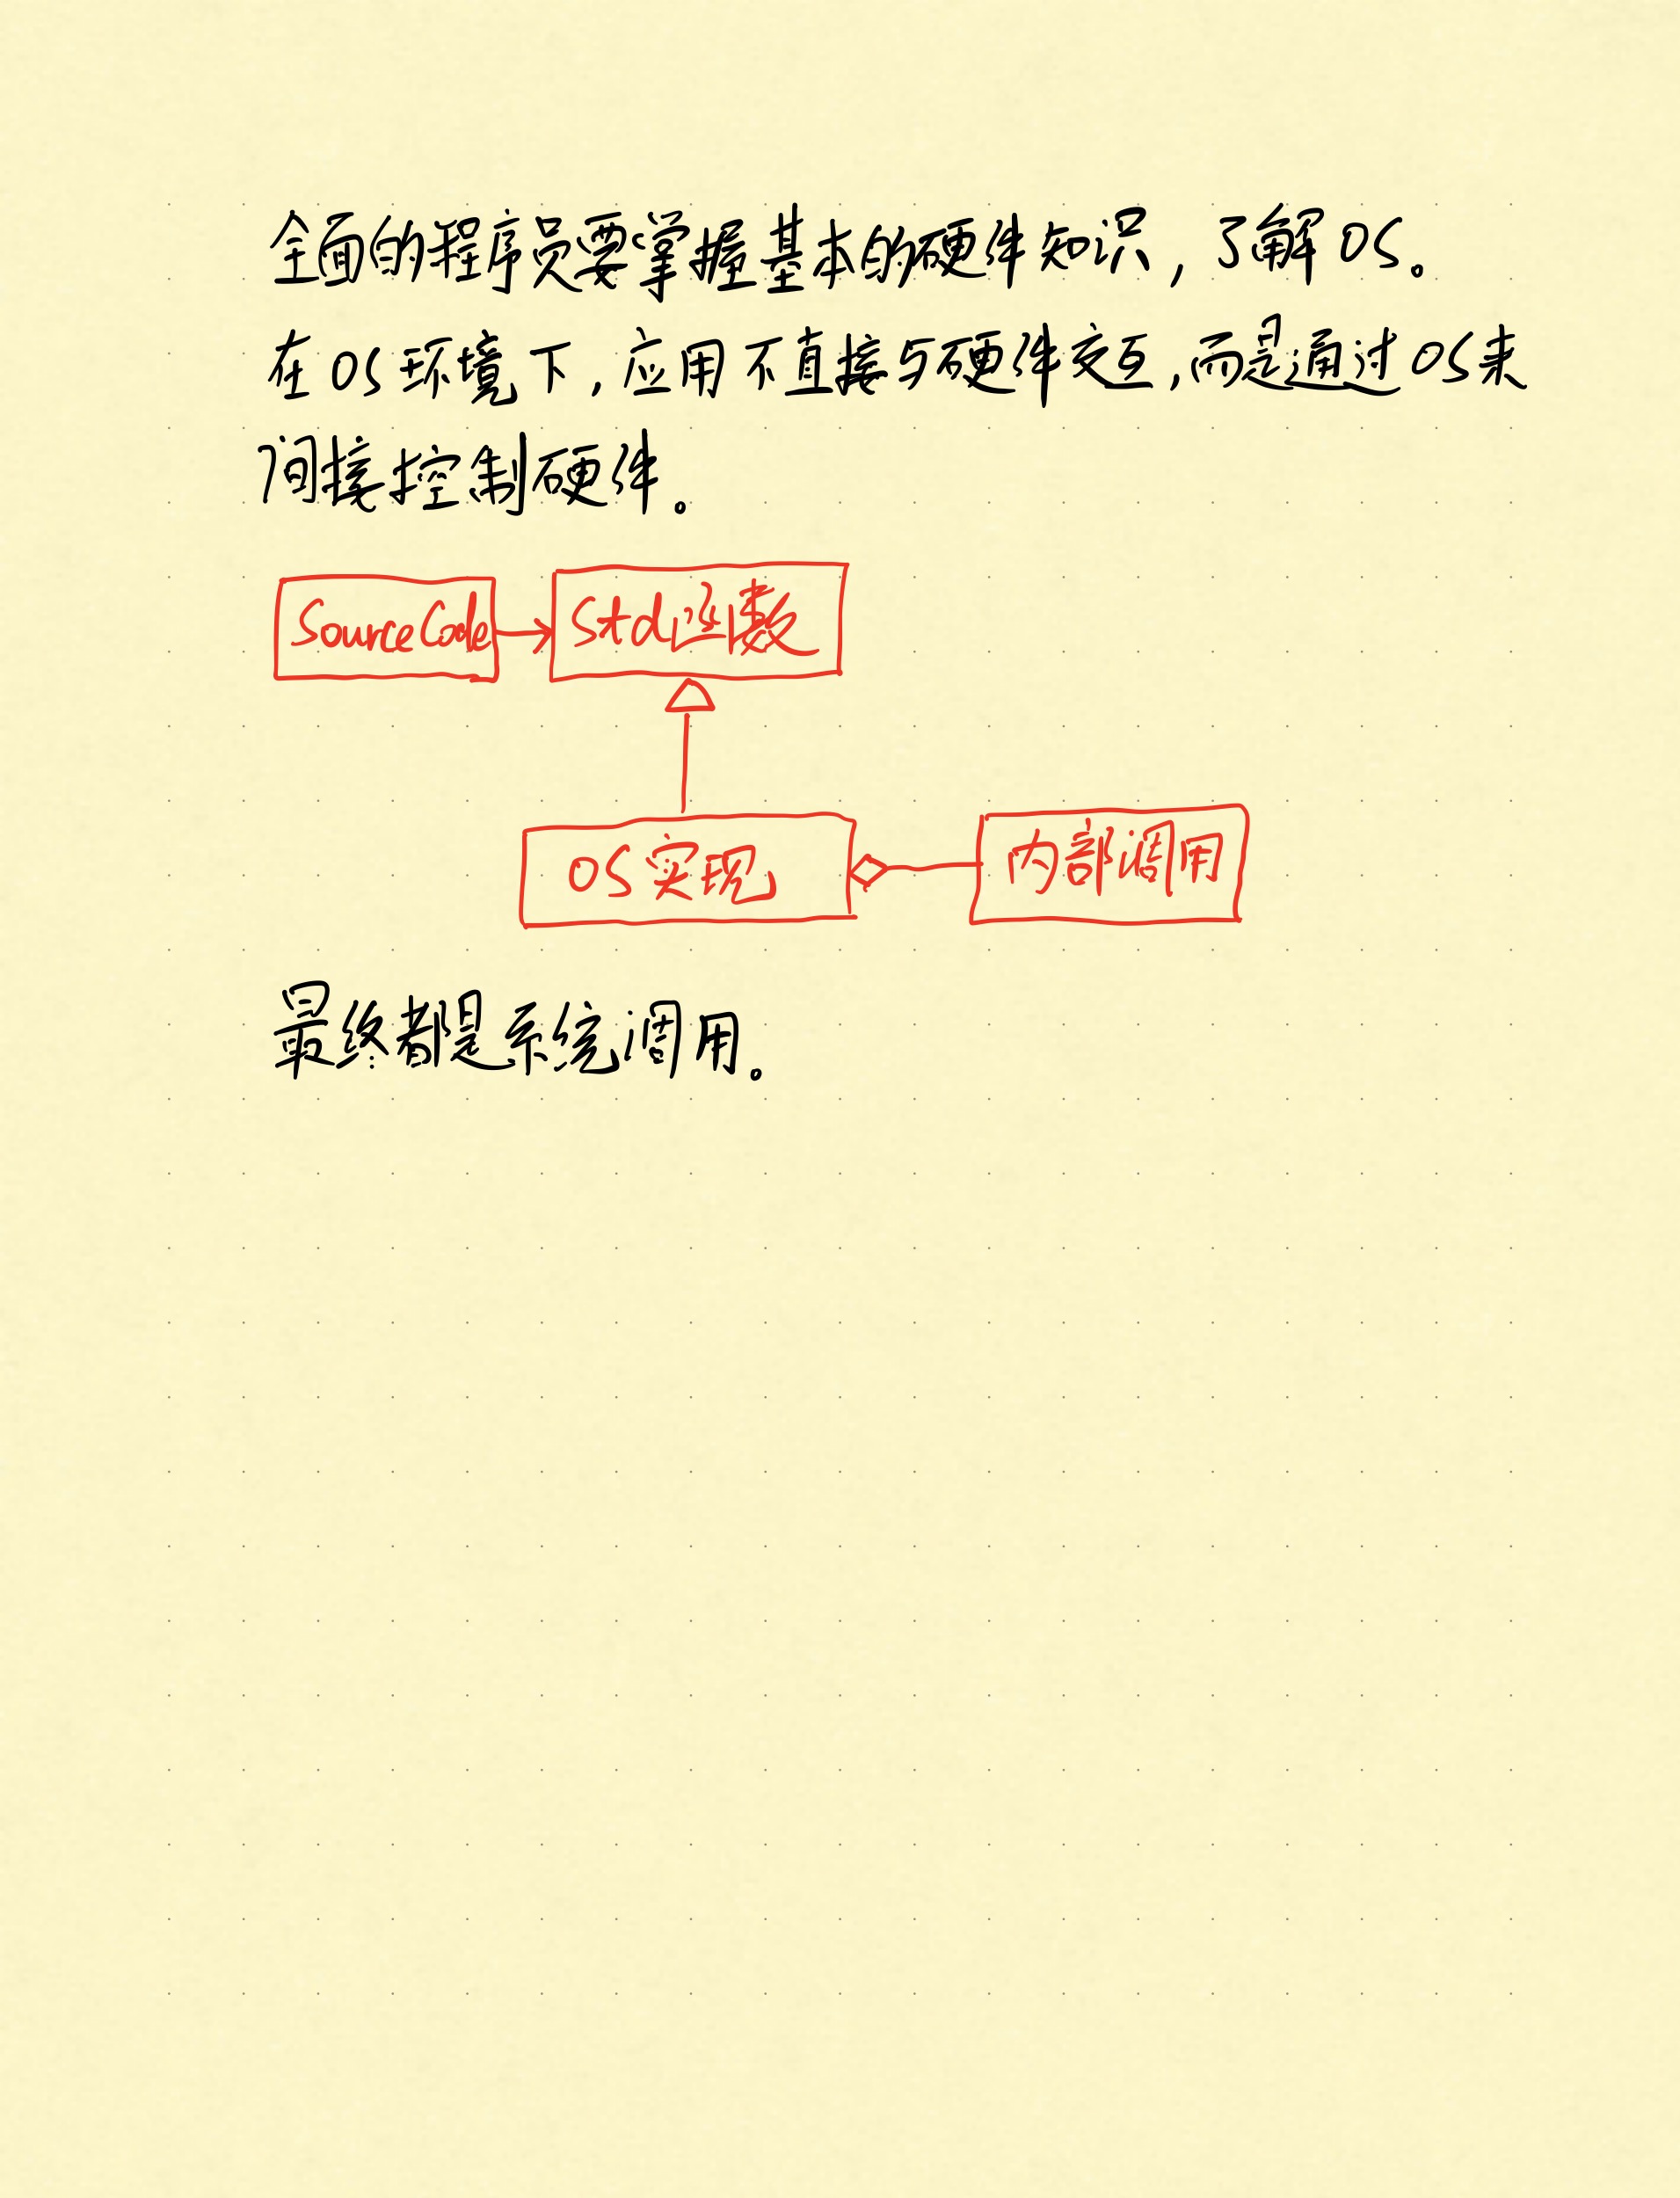 全面的程序员要掌握基本的硬件知识,了解OS。
在OS环境下,应用不直接与硬件交互,而是通过OS来
间接控制硬件。
SourceCode
Std函数
OS实现
内部调用
最终都是系统调用。